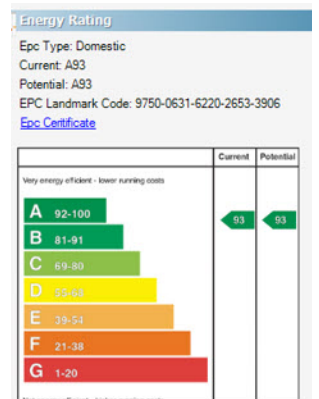 Energy Rating
Epc Type: Domestic
Current: A93
Potential: A93
EPC Landmark Code: 9750-0631-6220-2653-3906
Epc Certificate
Current Potential
Very energy efficient - lower running costs
A 92-100 93 93
B 81-91
C 69-80
D 55-68
E 39-54
F 21-38
G 1-20